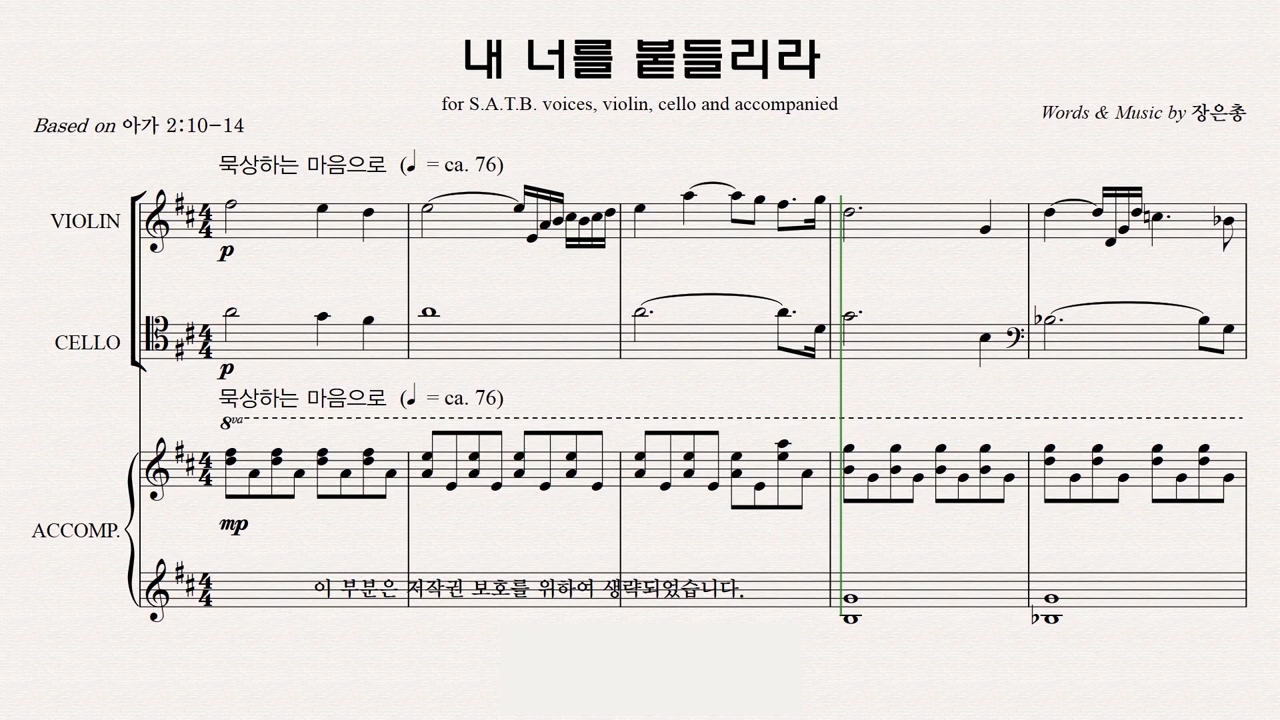 내 너를 붙들리라
for S.A.T.B. voices, violin, cello and accompanied
Words & Music by 장은총
Based on 아가 2:10-14
묵상하는 마음으로 (♩ = ca. 76)
VIOLIN
p
CELLO
p
묵상하는 마음으로 (♩ = ca. 76)
8va
ACCOMP.
mp
이 부분은 저작권 보호를 위하여 생략되었습니다.